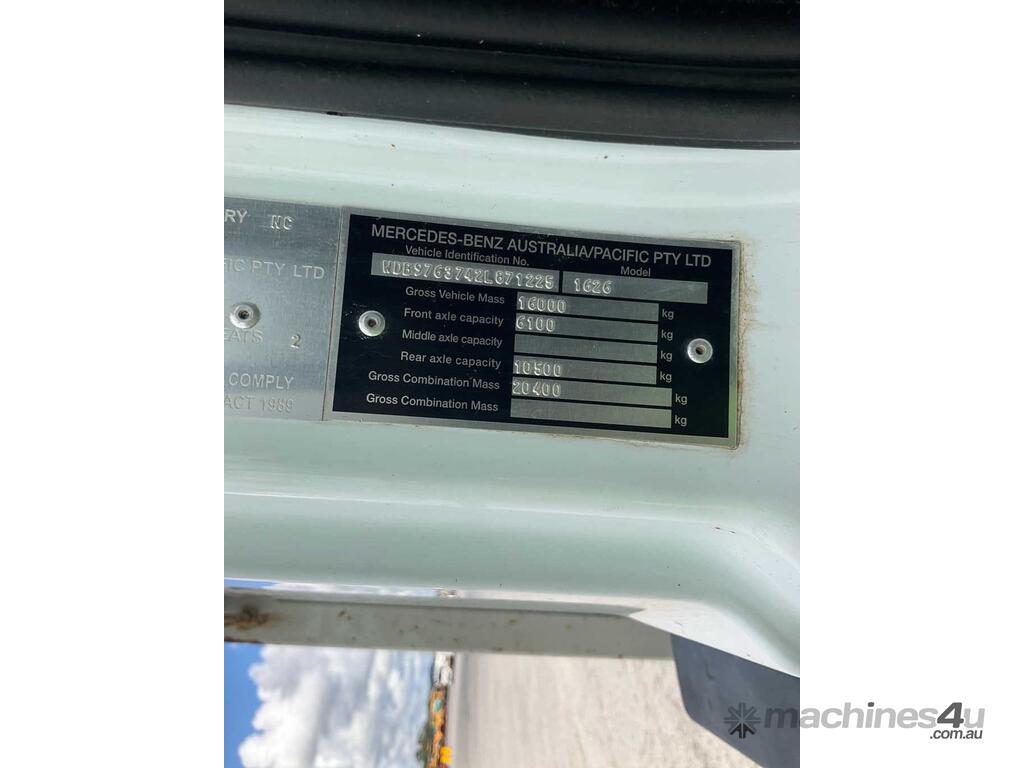 RY NC
FIC PTY LTD
EATS 2
COMPLY
ACT 1989
MERCEDES-BENZ AUSTRALIA/PACIFIC PTY LTD
Vehicle Identification No. Model
WDB9763742L871225 1626
Gross Vehicle Mass 16000 kg
Front axle capacity 6100 kg
Middle axle capacity kg
Rear axle capacity 10500 kg
Gross Combination Mass 20400 kg
Gross Combination Mass kg
machines4u
.com.au